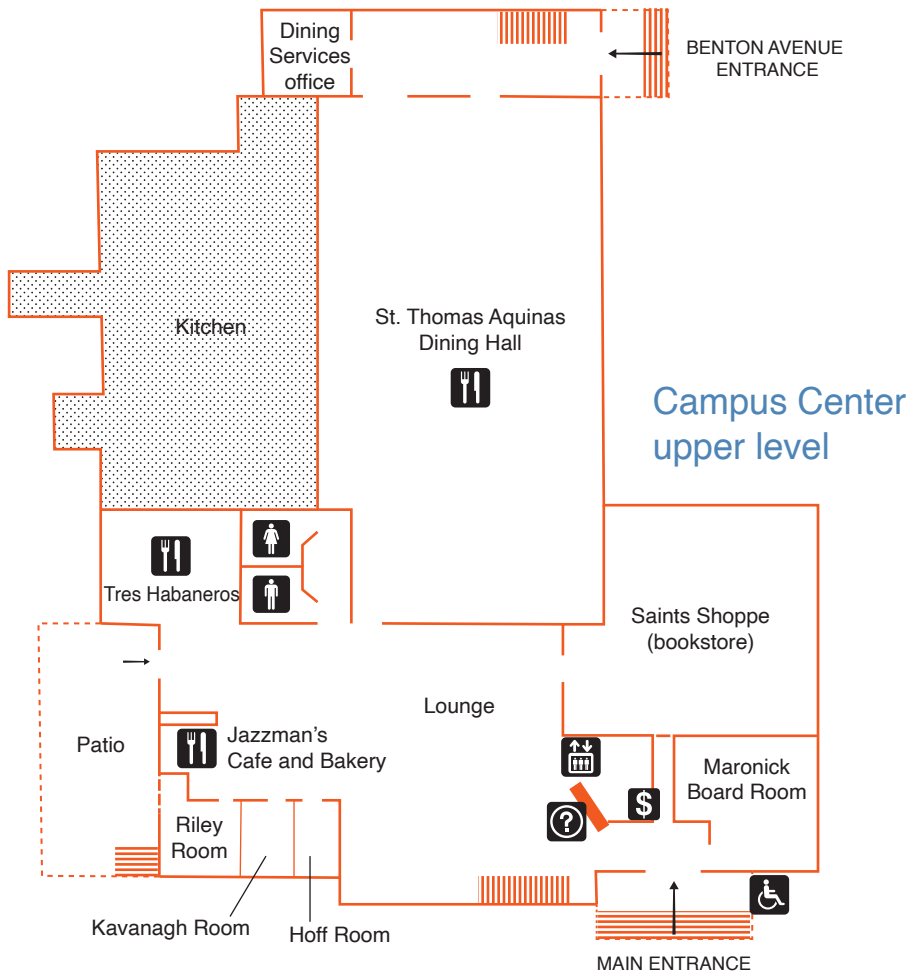 Dining
Services
office
BENTON AVENUE
ENTRANCE
Kitchen
St. Thomas Aquinas
Dining Hall
Campus Center
upper level
Tres Habaneros
Saints Shoppe
(bookstore)
Lounge
Patio
Jazzman's
Cafe and Bakery
Maronick
Board Room
$
?
Riley
Room
Kavanagh Room
Hoff Room
MAIN ENTRANCE